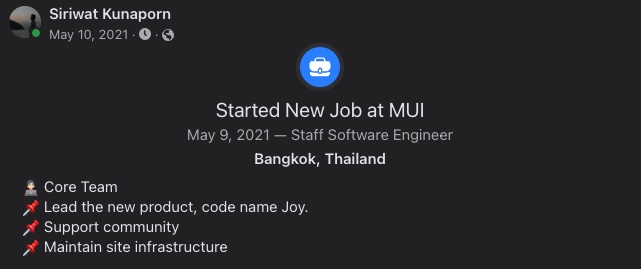 Siriwat Kunaporn
May 10, 2021 · ·
Started New Job at MUI
May 9, 2021 — Staff Software Engineer
Bangkok, Thailand
👩🏻‍💻 Core Team
📌 Lead the new product, code name Joy.
📌 Support community
📌 Maintain site infrastructure